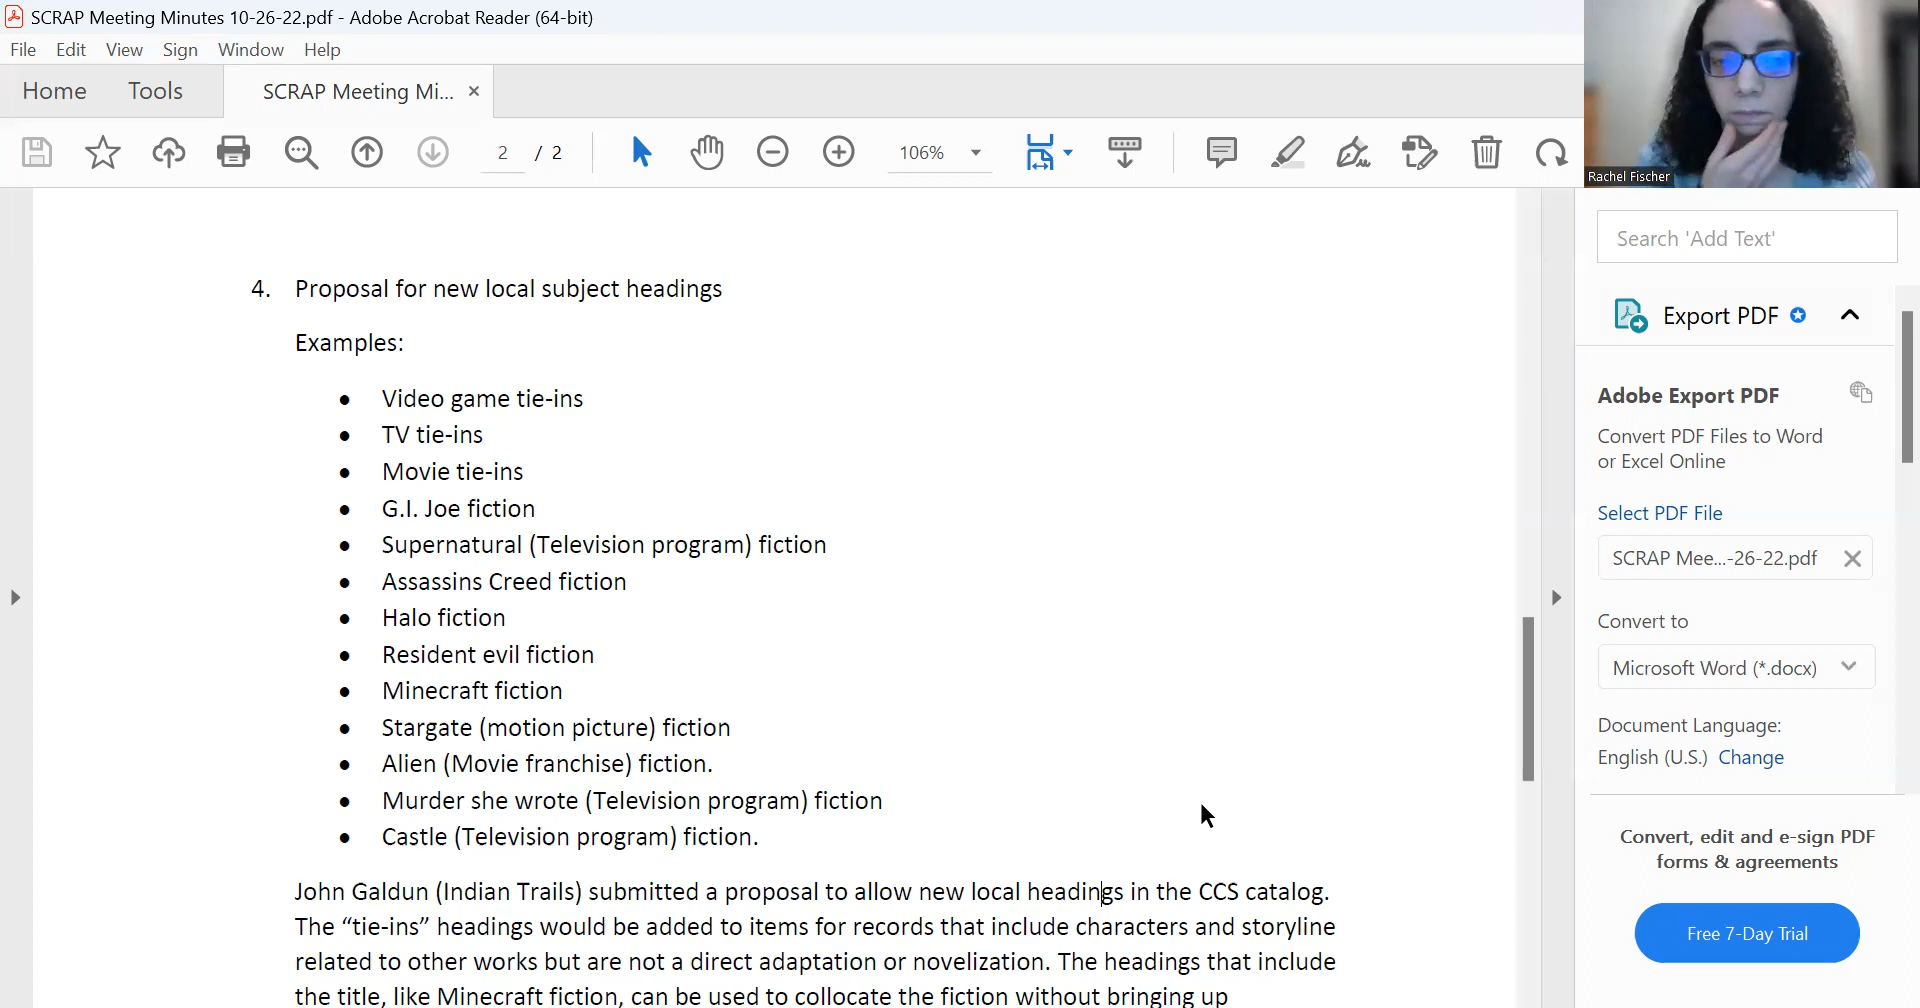 SCRAP Meeting Minutes 10-26-22.pdf - Adobe Acrobat Reader (64-bit)
File Edit View Sign Window Help
Home Tools SCRAP Meeting Mi... ×
2 / 2 106%
Rachel Fischer
4. Proposal for new local subject headings
Examples:
• Video game tie-ins
• TV tie-ins
• Movie tie-ins
• G.I. Joe fiction
• Supernatural (Television program) fiction
• Assassins Creed fiction
• Halo fiction
• Resident evil fiction
• Minecraft fiction
• Stargate (motion picture) fiction
• Alien (Movie franchise) fiction.
• Murder she wrote (Television program) fiction
• Castle (Television program) fiction.
John Galdun (Indian Trails) submitted a proposal to allow new local headings in the CCS catalog.
The “tie-ins” headings would be added to items for records that include characters and storyline
related to other works but are not a direct adaptation or novelization. The headings that include
the title, like Minecraft fiction, can be used to collocate the fiction without bringing up
Search 'Add Text'
Export PDF
Adobe Export PDF
Convert PDF Files to Word
or Excel Online
Select PDF File
SCRAP Mee...-26-22.pdf
Convert to
Microsoft Word (*.docx)
Document Language:
English (U.S.) Change
Convert, edit and e-sign PDF
forms & agreements
Free 7-Day Trial